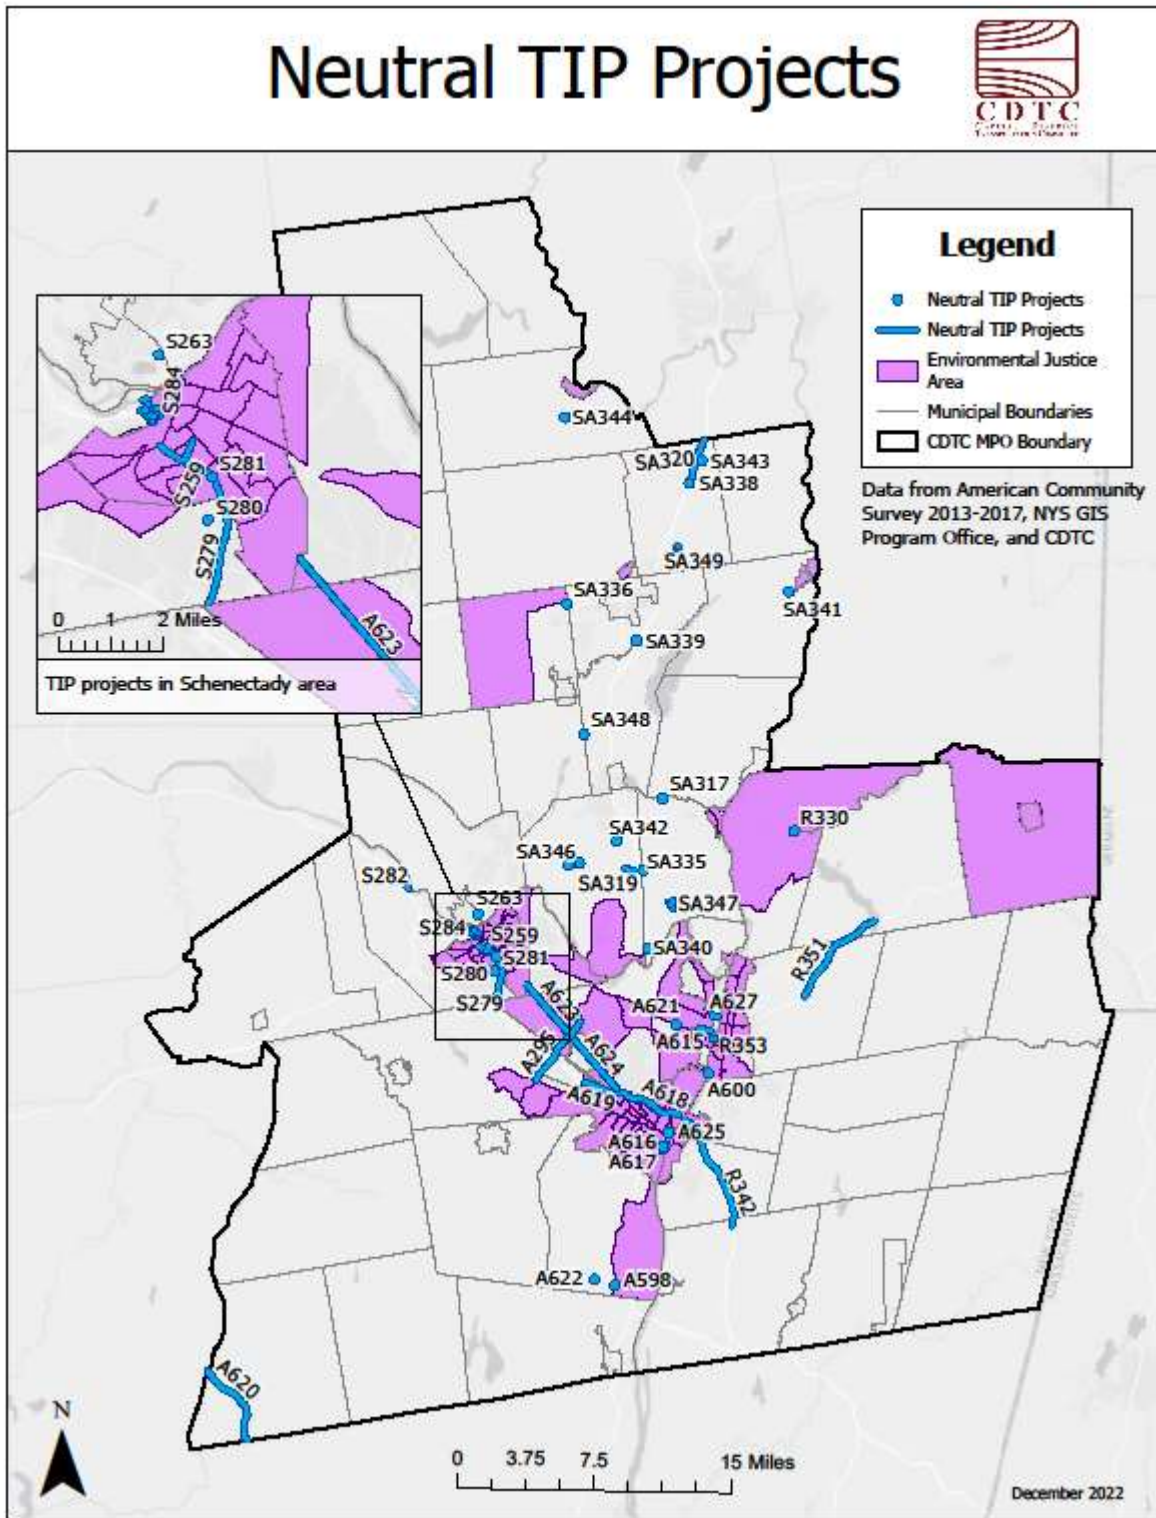 Neutral TIP Projects
CDTC
Legend
Neutral TIP Projects
Neutral TIP Projects
Environmental Justice
Area
Municipal Boundaries
CDTC MPO Boundary
Data from American Community
Survey 2013-2017, NYS GIS
Program Office, and CDTC
S263
S284
S259
S281
S280
S279
A623
0 1 2 Miles
TIP projects in Schenectady area
SA344
SA320
SA343
SA338
SA349
SA336
SA341
SA339
SA348
SA317
R330
SA342
SA346
SA335
SA319
S282
SA347
S263
S284
S259
SA340
S281
S280
R351
S279
A623
A621
A627
A615
R353
A295
A624
A600
A619
A618
A625
A616
A617
R342
A622
A598
A620
N
0 3.75 7.5 15 Miles
December 2022